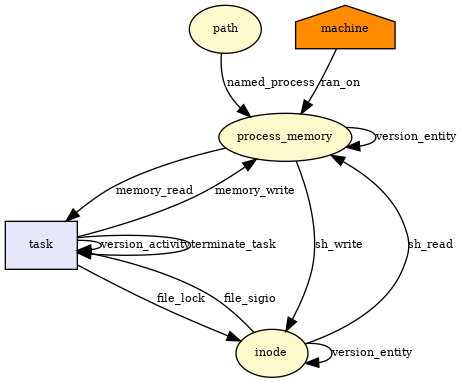 path
machine
named_process
ran_on
process_memory
version_entity
memory_read
memory_write
task
version_activity
terminate_task
sh_write
sh_read
file_lock
file_sigio
inode
version_entity